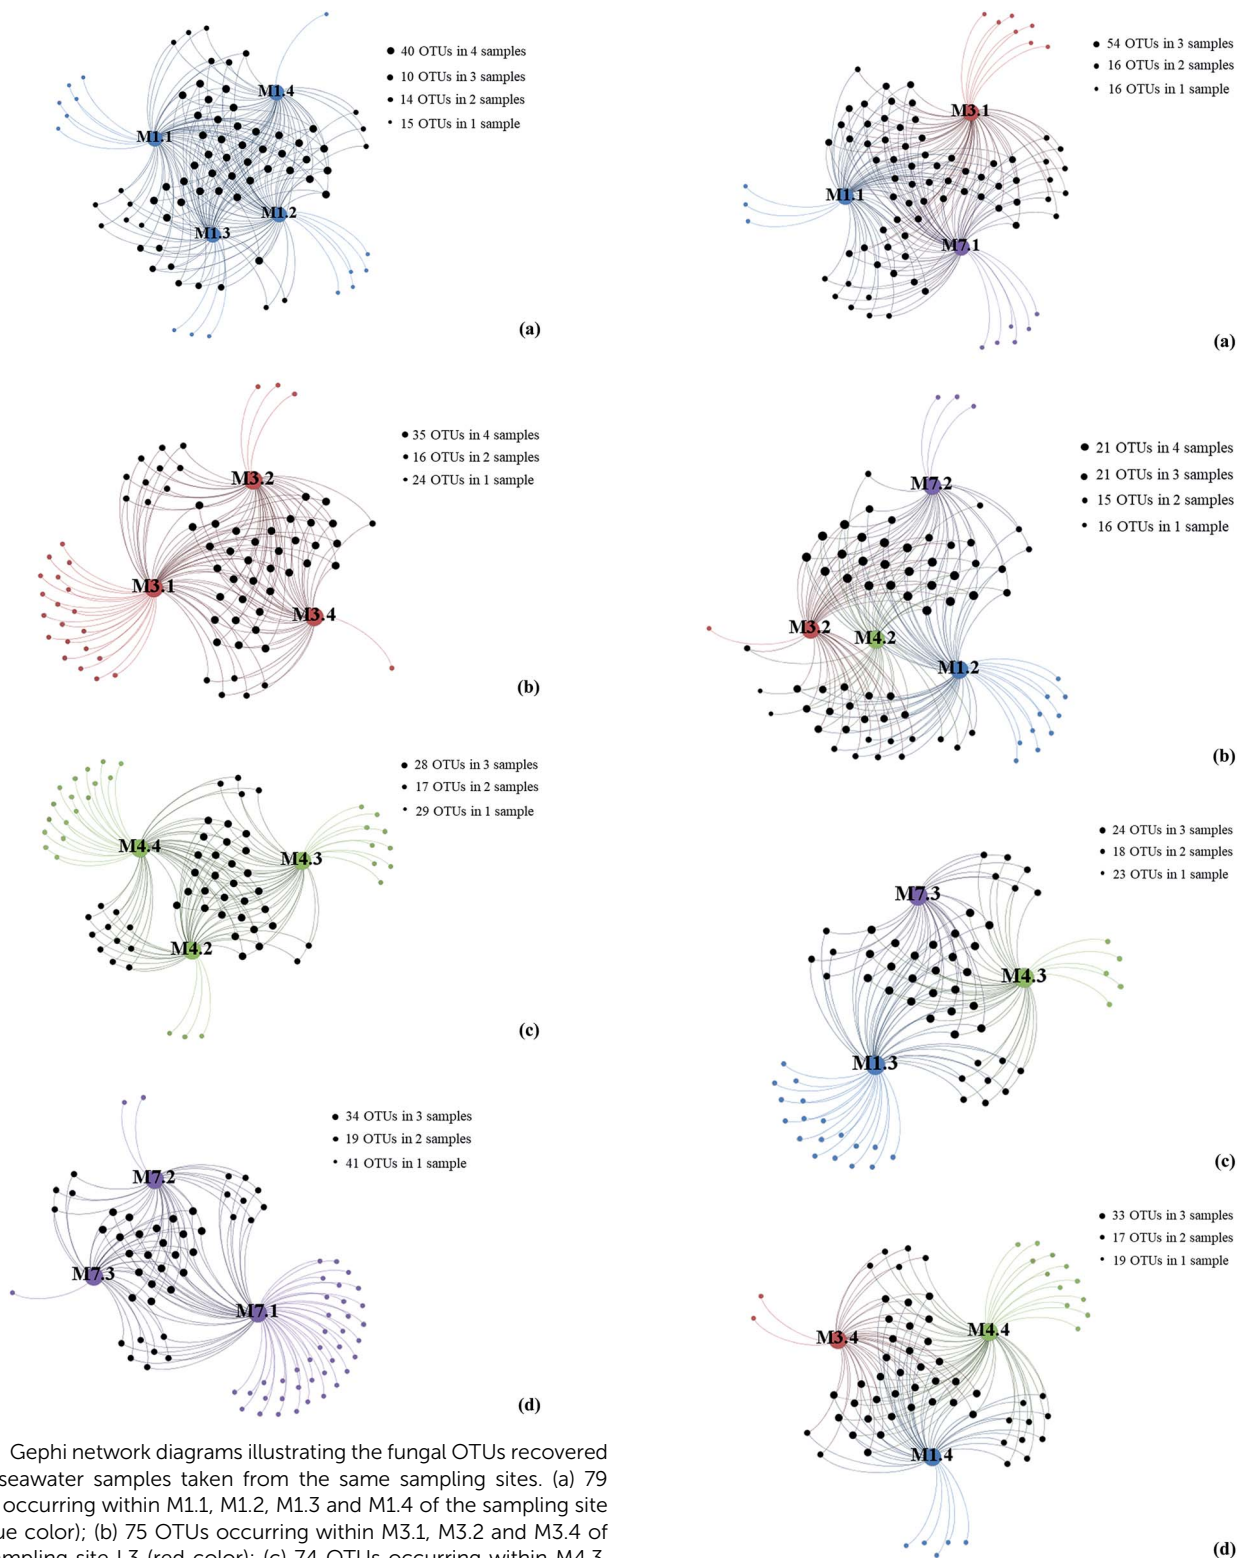 40 OTUs in 4 samples
10 OTUs in 3 samples
14 OTUs in 2 samples
15 OTUs in 1 sample
M1.4
M1.1
M1.2
M1.3
(a)
35 OTUs in 4 samples
16 OTUs in 2 samples
24 OTUs in 1 sample
M3.2
M3.1
M3.4
(b)
28 OTUs in 3 samples
17 OTUs in 2 samples
29 OTUs in 1 sample
M4.4
M4.3
M4.2
(c)
34 OTUs in 3 samples
19 OTUs in 2 samples
41 OTUs in 1 sample
M7.2
M7.3
M7.1
(d)
Gephi network diagrams illustrating the fungal OTUs recovered
seawater samples taken from the same sampling sites. (a) 79
occurring within M1.1, M1.2, M1.3 and M1.4 of the sampling site
ue color); (b) 75 OTUs occurring within M3.1, M3.2 and M3.4 of
ampling site L3 (red color); (c) 74 OTUs occurring within M4.3,
54 OTUs in 3 samples
16 OTUs in 2 samples
16 OTUs in 1 sample
M3.1
M1.1
M7.1
(a)
21 OTUs in 4 samples
21 OTUs in 3 samples
15 OTUs in 2 samples
16 OTUs in 1 sample
M7.2
M3.2
M4.2
M1.2
(b)
24 OTUs in 3 samples
18 OTUs in 2 samples
23 OTUs in 1 sample
M7.3
M4.3
M1.3
(c)
33 OTUs in 3 samples
17 OTUs in 2 samples
19 OTUs in 1 sample
M3.4
M4.4
M1.4
(d)